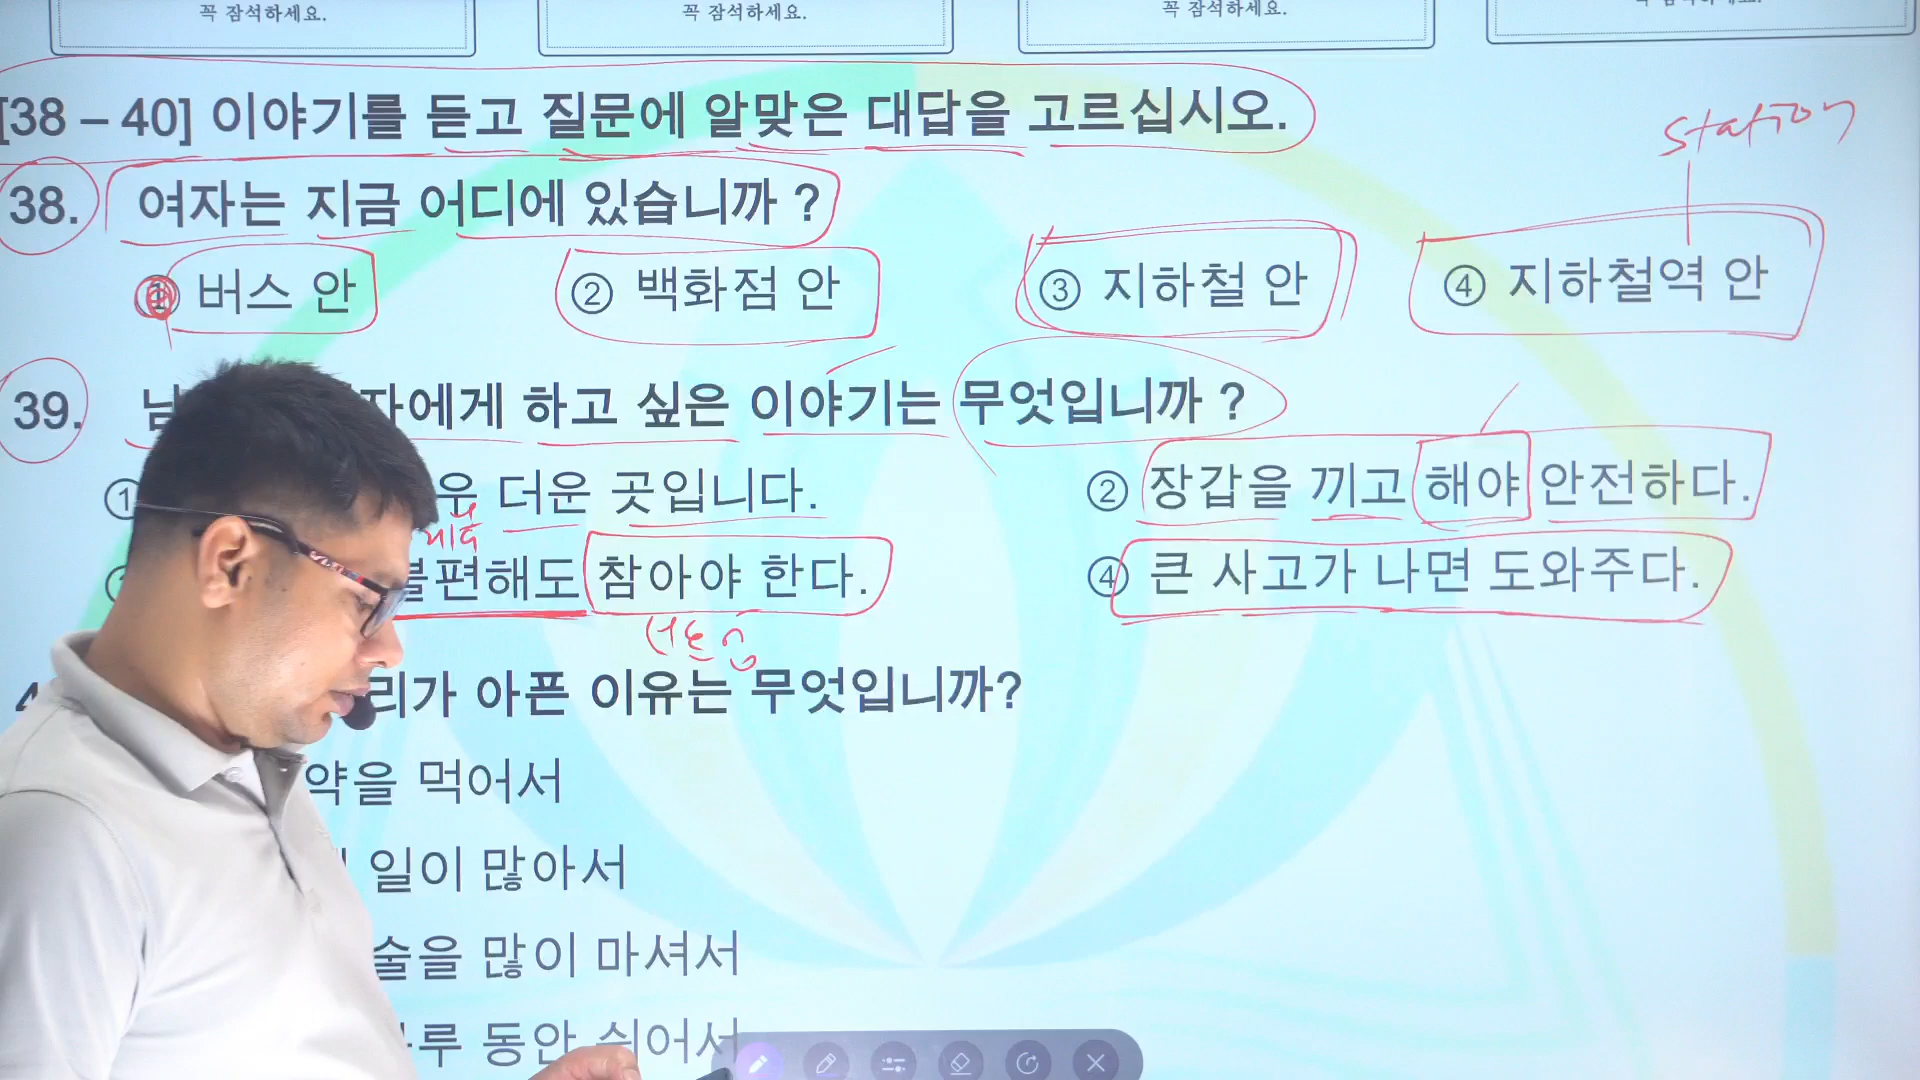 꼭 참석하세요. 꼭 참석하세요. 꼭 참석하세요.
[38 – 40] 이야기를 듣고 질문에 알맞은 대답을 고르십시오.
station
38. 여자는 지금 어디에 있습니까 ?
① 버스 안 ② 백화점 안 ③ 지하철 안 ④ 지하철역 안
39. 자에게 하고 싶은 이야기는 무엇입니까 ?
① 더운 곳입니다. ② 장갑을 끼고 해야 안전하다.
불편해도 참아야 한다. ④ 큰 사고가 나면 도와주다.
리가 아픈 이유는 무엇입니까?
약을 먹어서
일이 많아서
술을 많이 마셔서
동안 쉬어서